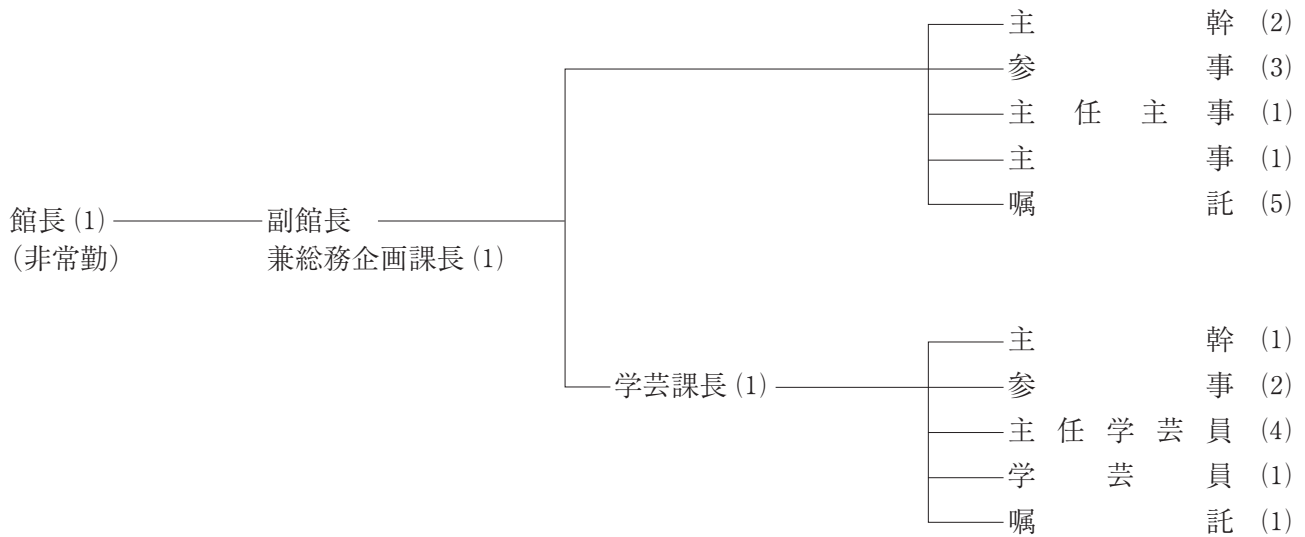 主幹(2)
参事(3)
主任主事(1)
主事(1)
嘱託(5)
館長(1)
(非常勤)
副館長
兼総務企画課長(1)
学芸課長(1)
主幹(1)
参事(2)
主任学芸員(4)
学芸員(1)
嘱託(1)